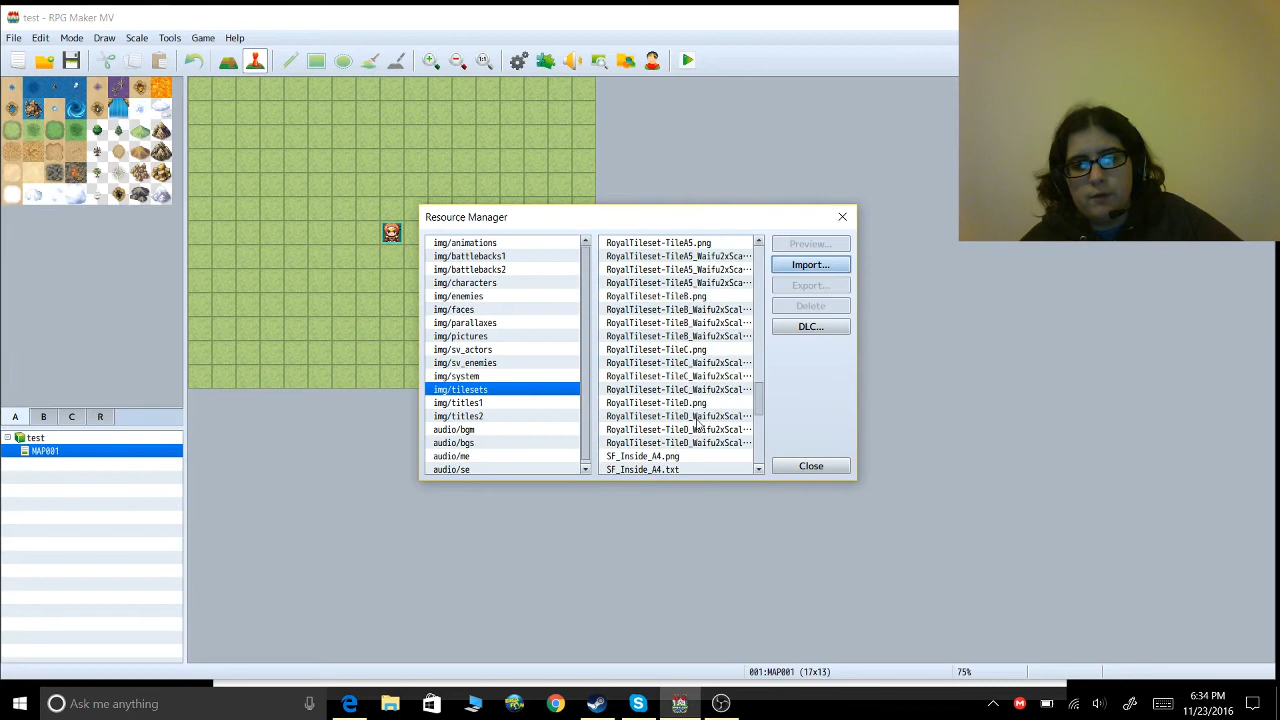 test - RPG Maker MV
File Edit Mode Draw Scale Tools Game Help
1:1
Resource Manager
img/animations
img/battlebacks1
img/battlebacks2
img/characters
img/enemies
img/faces
img/parallaxes
img/pictures
img/sv_actors
img/sv_enemies
img/system
img/tilesets
img/titles1
img/titles2
audio/bgm
audio/bgs
audio/me
audio/se
RoyalTileset-TileA5.png
RoyalTileset-TileA5_Waifu2xSca···
RoyalTileset-TileA5_Waifu2xSca···
RoyalTileset-TileA5_Waifu2xSca···
RoyalTileset-TileB.png
RoyalTileset-TileB_Waifu2xScal···
RoyalTileset-TileB_Waifu2xScal···
RoyalTileset-TileB_Waifu2xScal···
RoyalTileset-TileC.png
RoyalTileset-TileC_Waifu2xScal···
RoyalTileset-TileC_Waifu2xScal···
RoyalTileset-TileC_Waifu2xScal···
RoyalTileset-TileD.png
RoyalTileset-TileD_Waifu2xScal···
RoyalTileset-TileD_Waifu2xScal···
RoyalTileset-TileD_Waifu2xScal···
SF_Inside_A4.png
SF_Inside_A4.txt
Preview...
Import...
Export...
Delete
DLC...
Close
A B C R
test
MAP001
001:MAP001 (17x13) 75%
Ask me anything
6:34 PM
11/23/2016